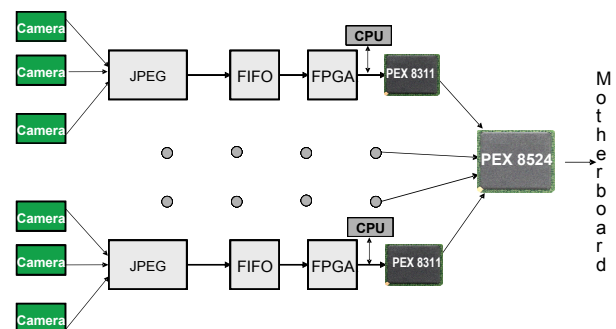 Camera
Camera
Camera
JPEG
FIFO
FPGA
CPU
PEX 8311
PEX 8524
Motherboard
Camera
Camera
Camera
JPEG
FIFO
FPGA
CPU
PEX 8311